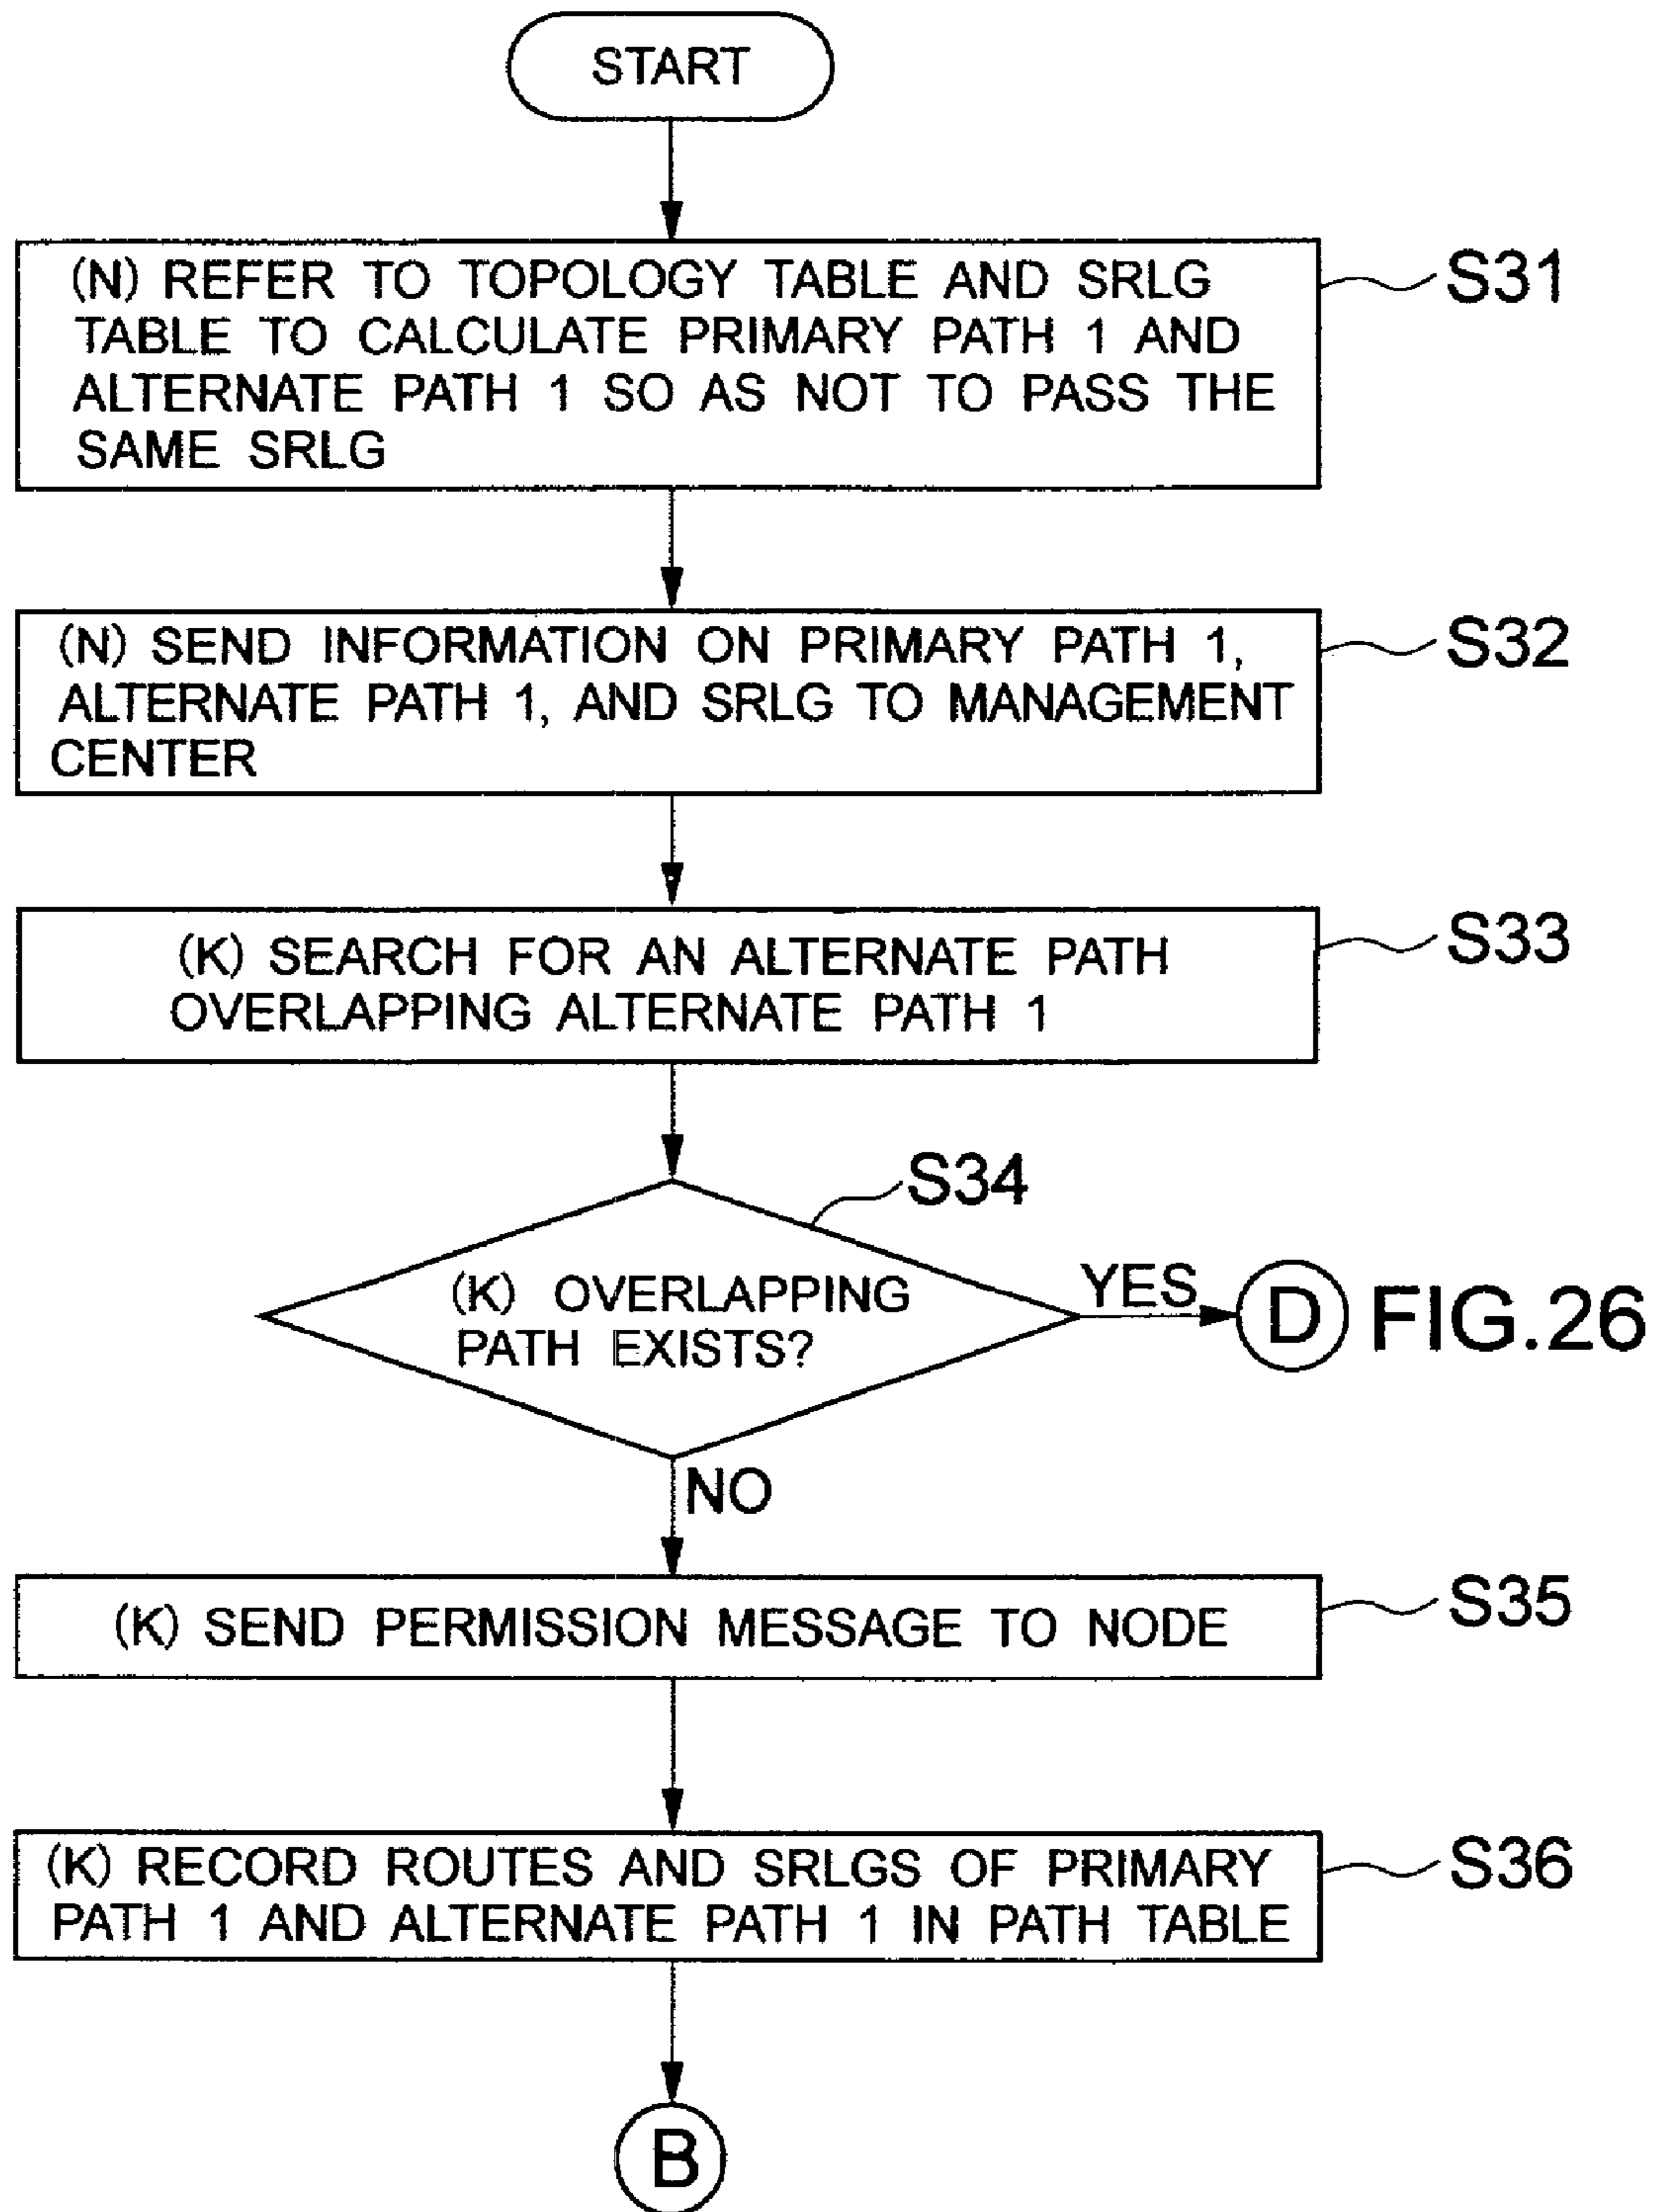 START
(N) REFER TO TOPOLOGY TABLE AND SRLG
TABLE TO CALCULATE PRIMARY PATH 1 AND
ALTERNATE PATH 1 SO AS NOT TO PASS THE
SAME SRLG
S31
(N) SEND INFORMATION ON PRIMARY PATH 1,
ALTERNATE PATH 1, AND SRLG TO MANAGEMENT
CENTER
S32
(K) SEARCH FOR AN ALTERNATE PATH
OVERLAPPING ALTERNATE PATH 1
S33
S34
(K) OVERLAPPING
PATH EXISTS?
YES
D
FIG.26
NO
(K) SEND PERMISSION MESSAGE TO NODE
S35
(K) RECORD ROUTES AND SRLGS OF PRIMARY
PATH 1 AND ALTERNATE PATH 1 IN PATH TABLE
S36
B